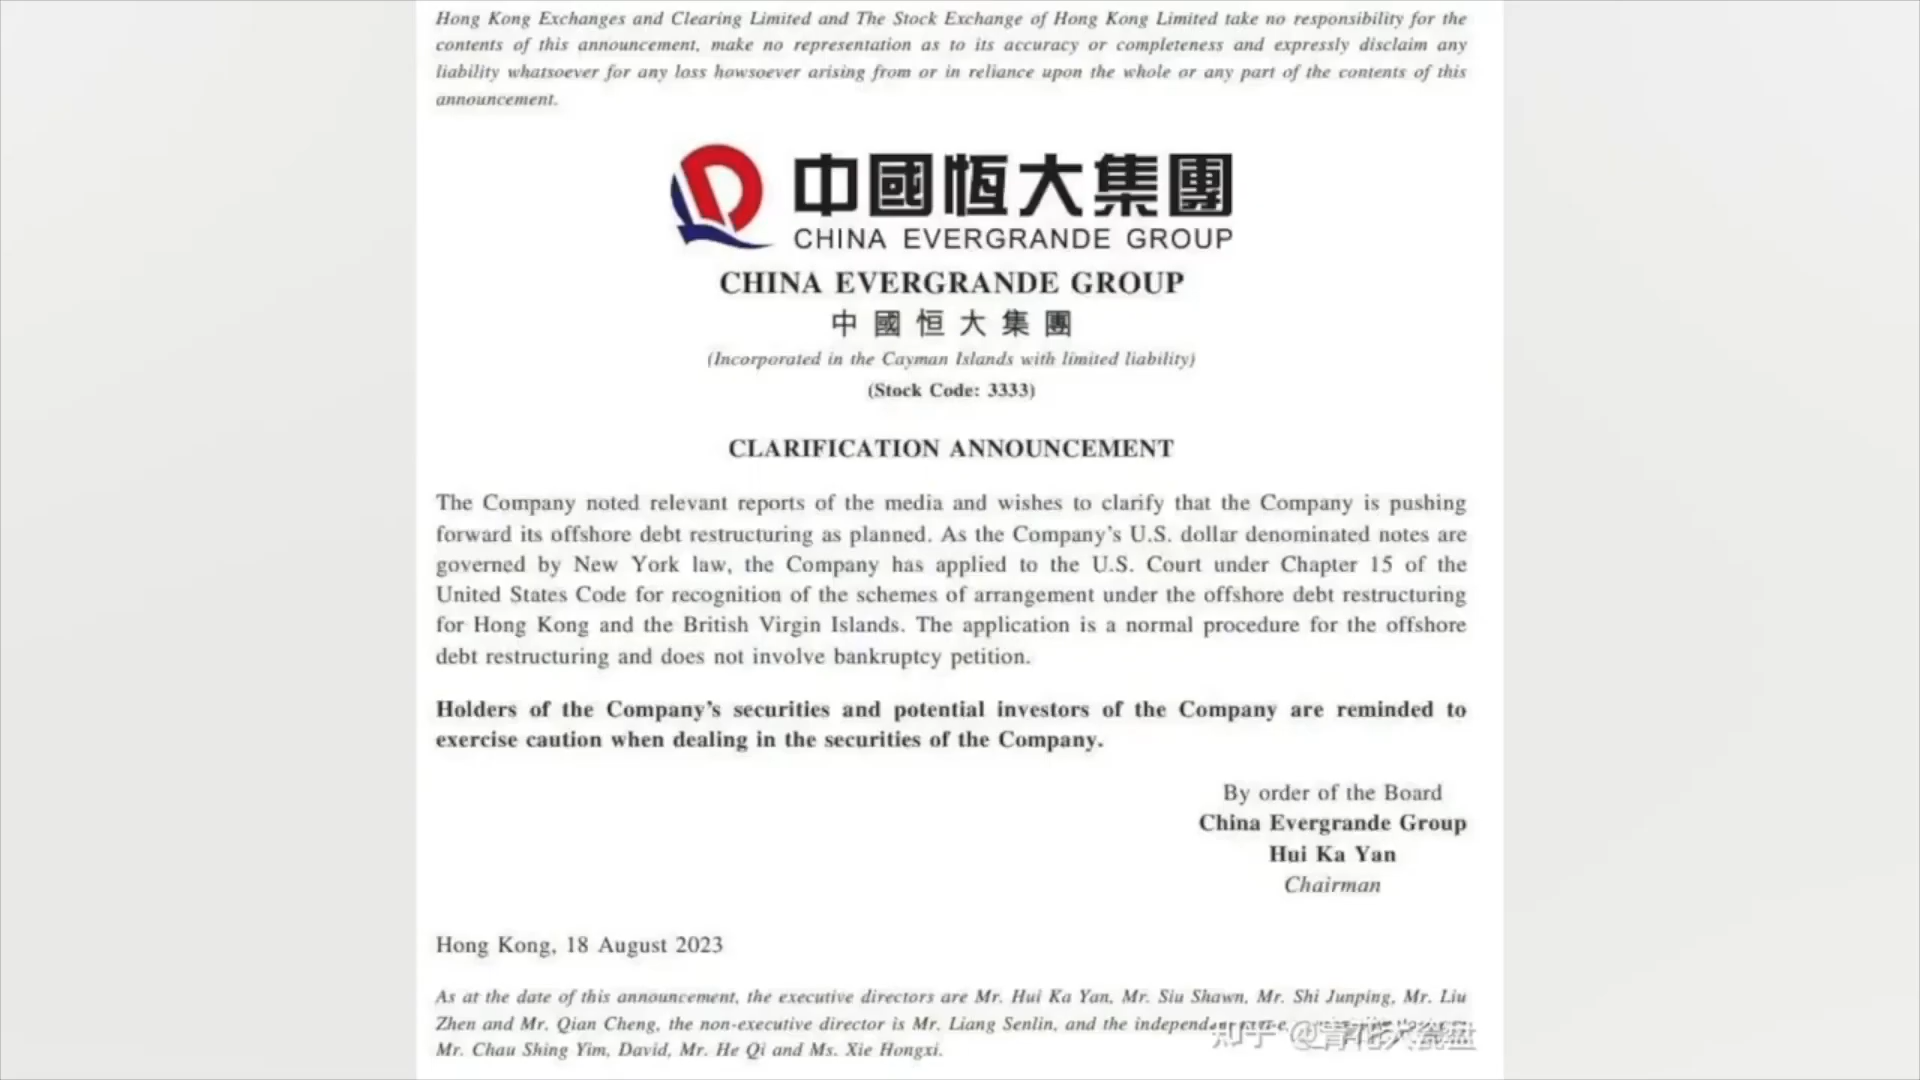 Hong Kong Exchanges and Clearing Limited and The Stock Exchange of Hong Kong Limited take no responsibility for the
contents of this announcement, make no representation as to its accuracy or completeness and expressly disclaim any
liability whatsoever for any loss howsoever arising from or in reliance upon the whole or any part of the contents of this
announcement.
中國恆大集團
CHINA EVERGRANDE GROUP
CHINA EVERGRANDE GROUP
中國恒大集團
(Incorporated in the Cayman Islands with limited liability)
(Stock Code: 3333)
CLARIFICATION ANNOUNCEMENT
The Company noted relevant reports of the media and wishes to clarify that the Company is pushing
forward its offshore debt restructuring as planned. As the Company's U.S. dollar denominated notes are
governed by New York law, the Company has applied to the U.S. Court under Chapter 15 of the
United States Code for recognition of the schemes of arrangement under the offshore debt restructuring
for Hong Kong and the British Virgin Islands. The application is a normal procedure for the offshore
debt restructuring and does not involve bankruptcy petition.
Holders of the Company's securities and potential investors of the Company are reminded to
exercise caution when dealing in the securities of the Company.
By order of the Board
China Evergrande Group
Hui Ka Yan
Chairman
Hong Kong, 18 August 2023
As at the date of this announcement, the executive directors are Mr. Hui Ka Yan, Mr. Siu Shawn, Mr. Shi Junping, Mr. Liu
Zhen and Mr. Qian Cheng, the non-executive director is Mr. Liang Senlin, and the
知乎 @青花大瓷盘
Mr. Chau Shing Yim, David, Mr. He Qi and Ms. Xie Hongxi.